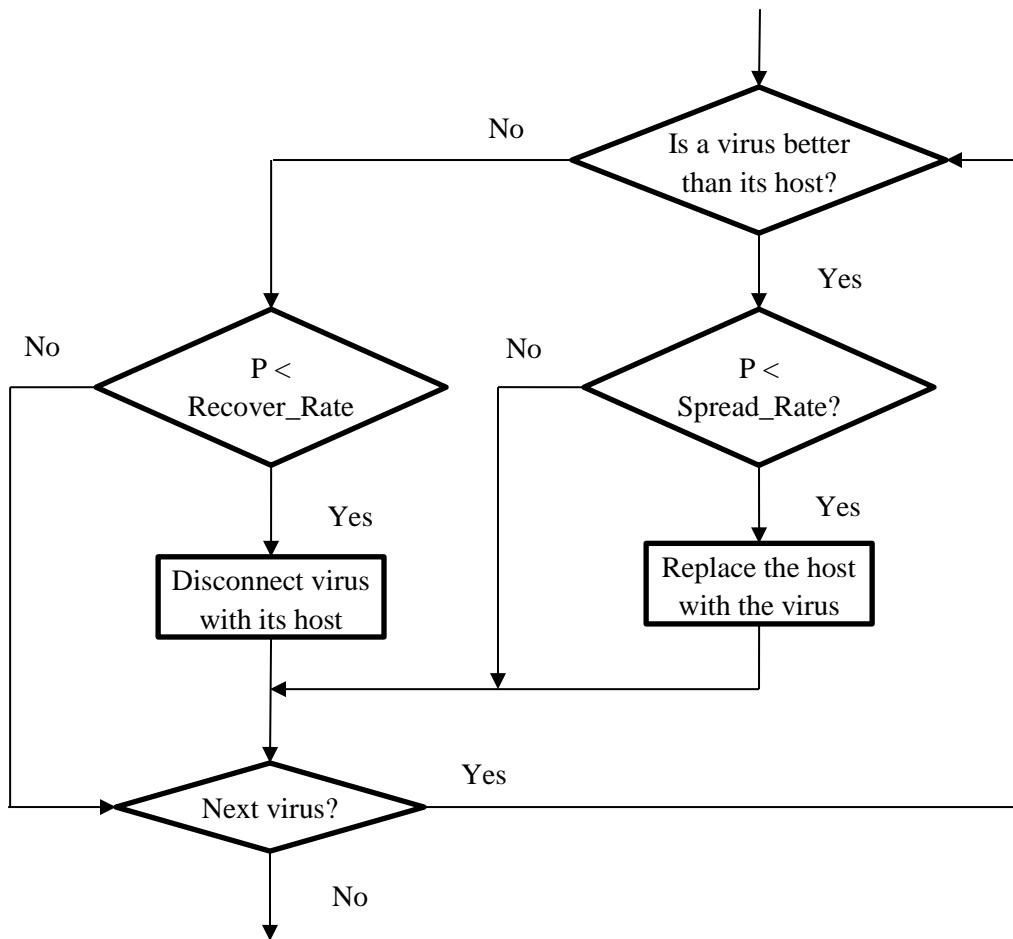 No
Is a virus better
than its host?
Yes
No
P <
Recover_Rate
No
P <
Spread_Rate?
Yes
Yes
Disconnect virus
with its host
Replace the host
with the virus
Yes
Next virus?
No